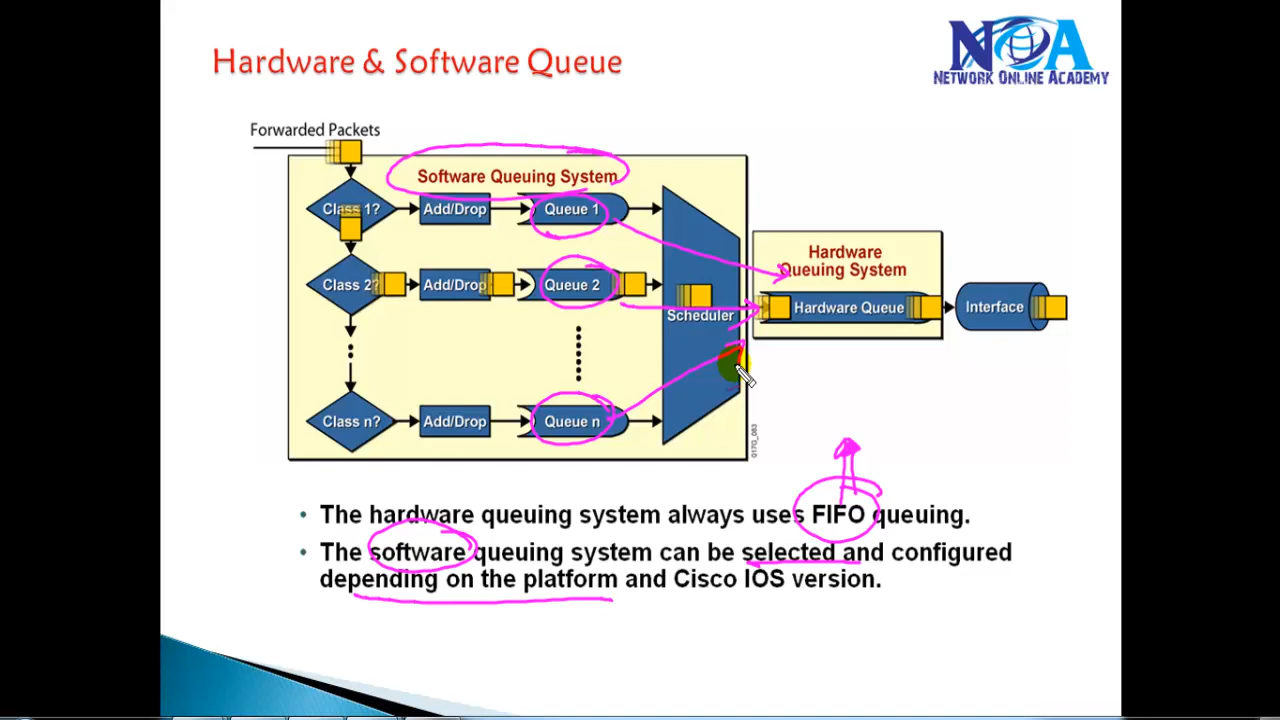 Hardware & Software Queue
NOA
NETWORK ONLINE ACADEMY
Forwarded Packets
Software Queuing System
Class 1?
Add/Drop
Queue 1
Class 2?
Add/Drop
Queue 2
Scheduler
Class n?
Add/Drop
Queue n
Hardware
Queuing System
Hardware Queue
Interface
017G_083
• The hardware queuing system always uses FIFO queuing.
• The software queuing system can be selected and configured
depending on the platform and Cisco IOS version.